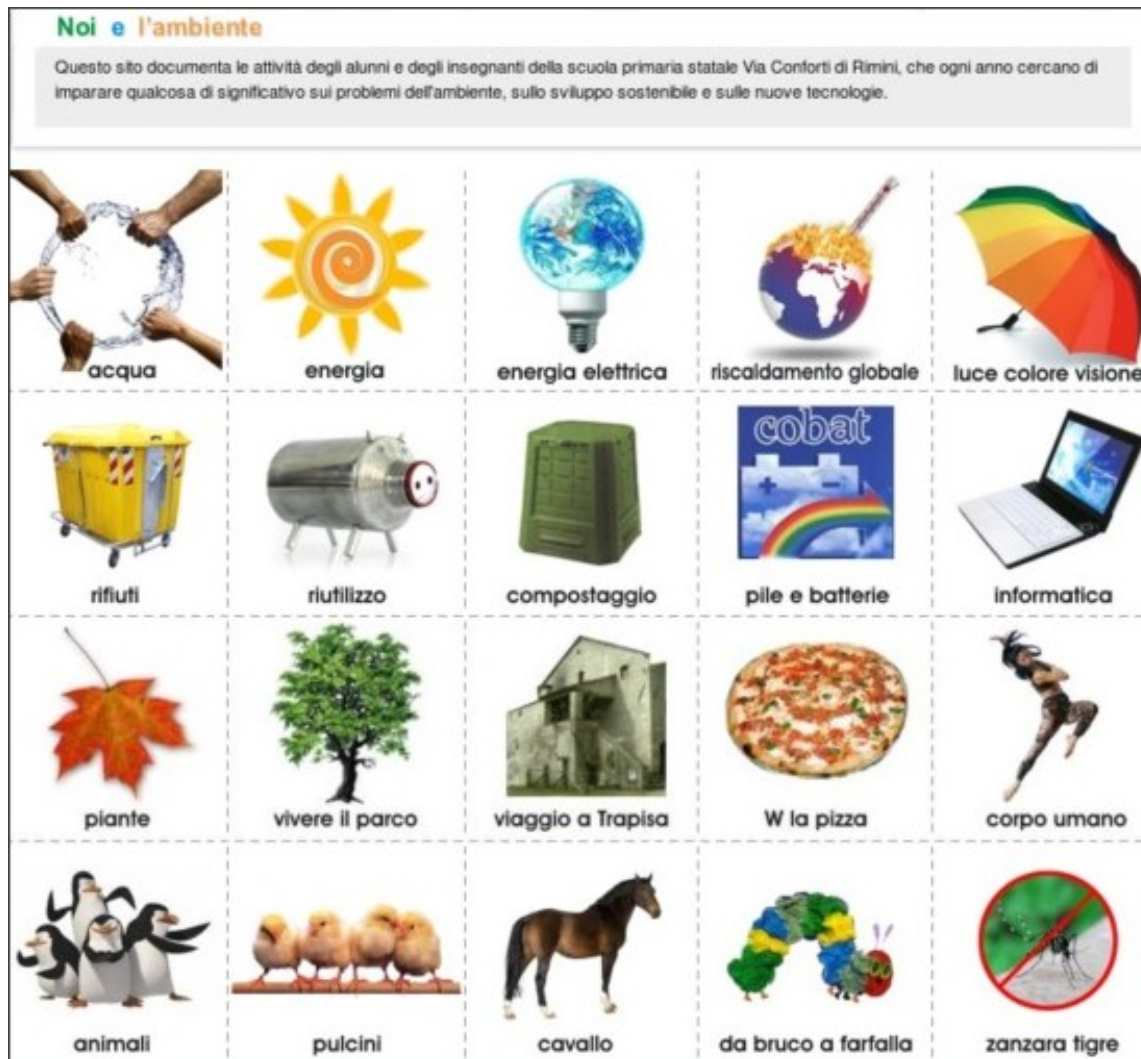 Noi e l'ambiente
Questo sito documenta le attività degli alunni e degli insegnanti della scuola primaria statale Via Conforti di Rimini, che ogni anno cercano di
imparare qualcosa di significativo sui problemi dell'ambiente, sullo sviluppo sostenibile e sulle nuove tecnologie.
acqua
energia
energia elettrica
riscaldamento globale
luce colore visione
cobat
+ -
rifiuti
riutilizzo
compostaggio
pile e batterie
informatica
piante
vivere il parco
viaggio a Trapisa
W la pizza
corpo umano
animali
pulcini
cavallo
da bruco a farfalla
zanzara tigre